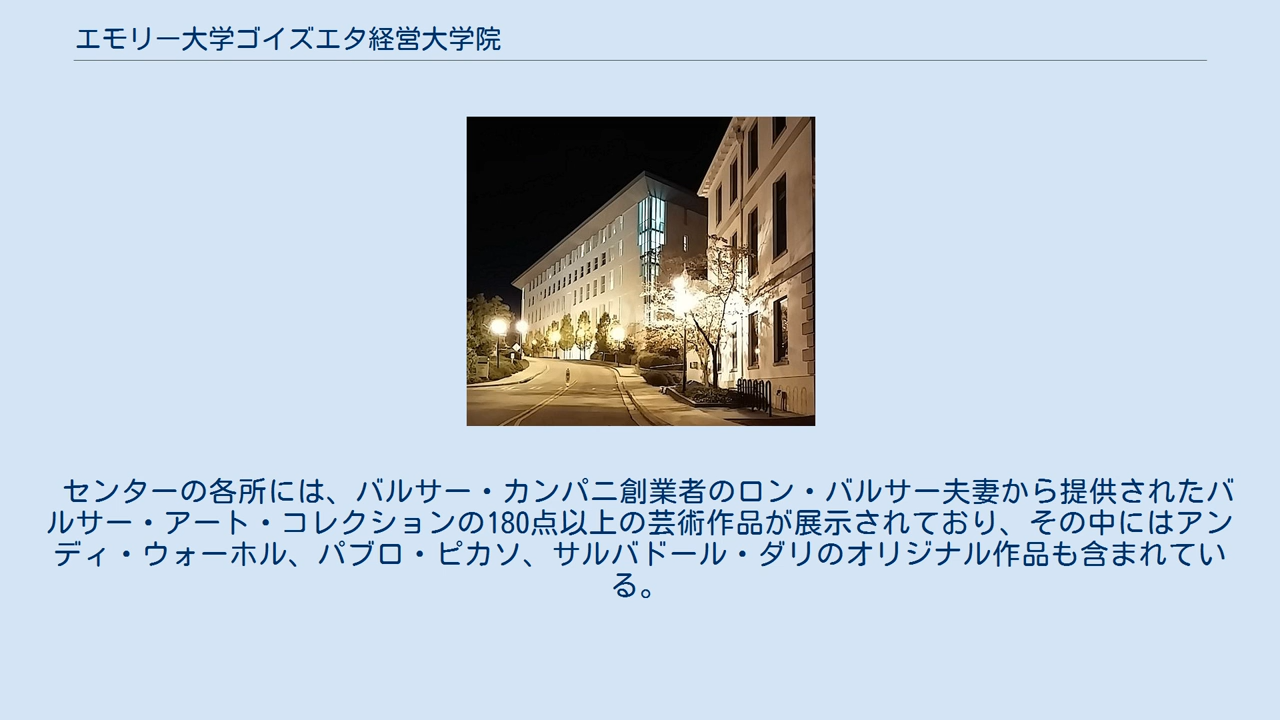 エモリー大学ゴイズエタ経営大学院
センターの各所には、バルサー・カンパニ創業者のロン・バルサー夫妻から提供されたバ
ルサー・アート・コレクションの180点以上の芸術作品が展示されており、その中にはアン
ディ・ウォーホル、パブロ・ピカソ、サルバドール・ダリのオリジナル作品も含まれてい
る。